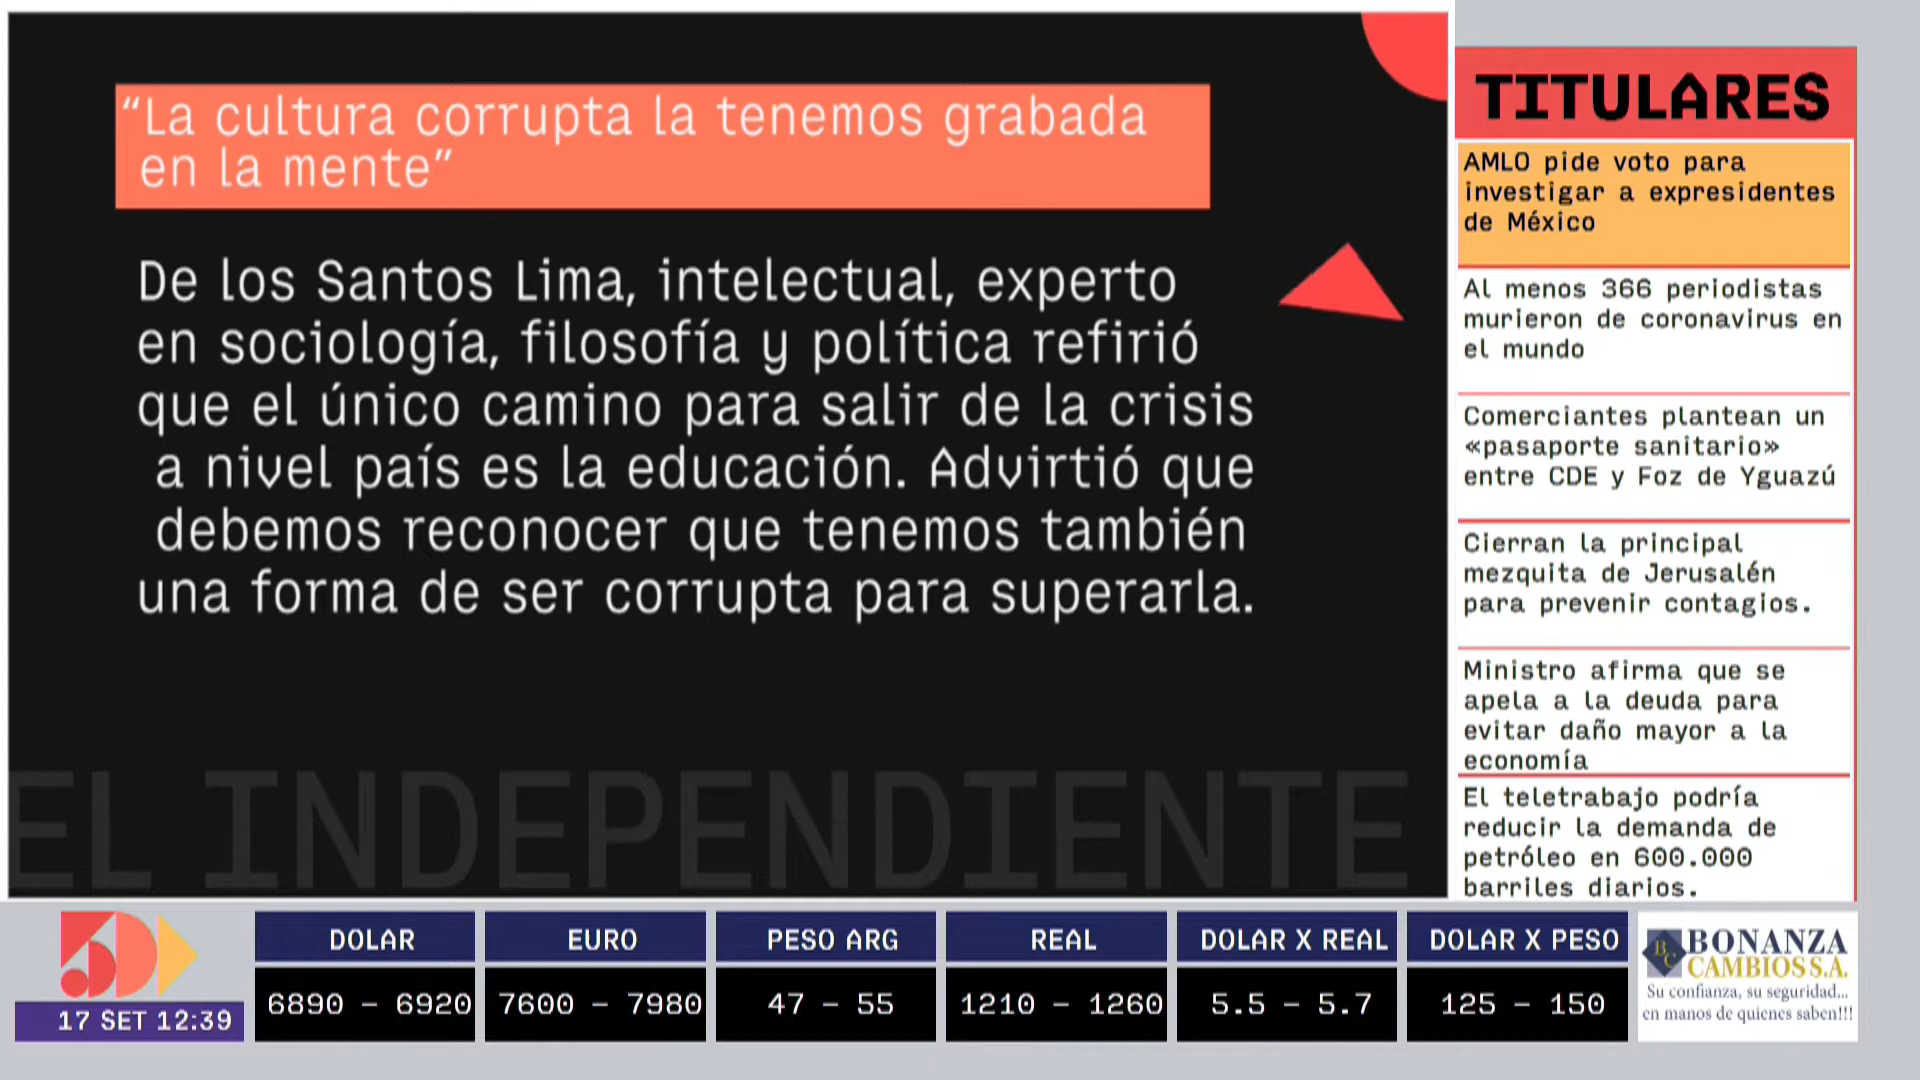 “La cultura corrupta la tenemos grabada
en la mente”
De los Santos Lima, intelectual, experto
en sociología, filosofía y política refirió
que el único camino para salir de la crisis
a nivel país es la educación. Advirtió que
debemos reconocer que tenemos también
una forma de ser corrupta para superarla.
EL INDEPENDIENTE
TITULARES
AMLO pide voto para
investigar a expresidentes
de México
Al menos 366 periodistas
murieron de coronavirus en
el mundo
Comerciantes plantean un
«pasaporte sanitario»
entre CDE y Foz de Yguazú
Cierran la principal
mezquita de Jerusalén
para prevenir contagios.
Ministro afirma que se
apela a la deuda para
evitar daño mayor a la
economía
El teletrabajo podría
reducir la demanda de
petróleo en 600.000
barriles diarios.
17 SET 12:39
DOLAR
6890 - 6920
EURO
7600 - 7980
PESO ARG
47 - 55
REAL
1210 - 1260
DOLAR X REAL
5.5 - 5.7
DOLAR X PESO
125 - 150
BC
BONANZA
CAMBIOS S.A.
Su confianza, su seguridad...
en manos de quienes saben!!!